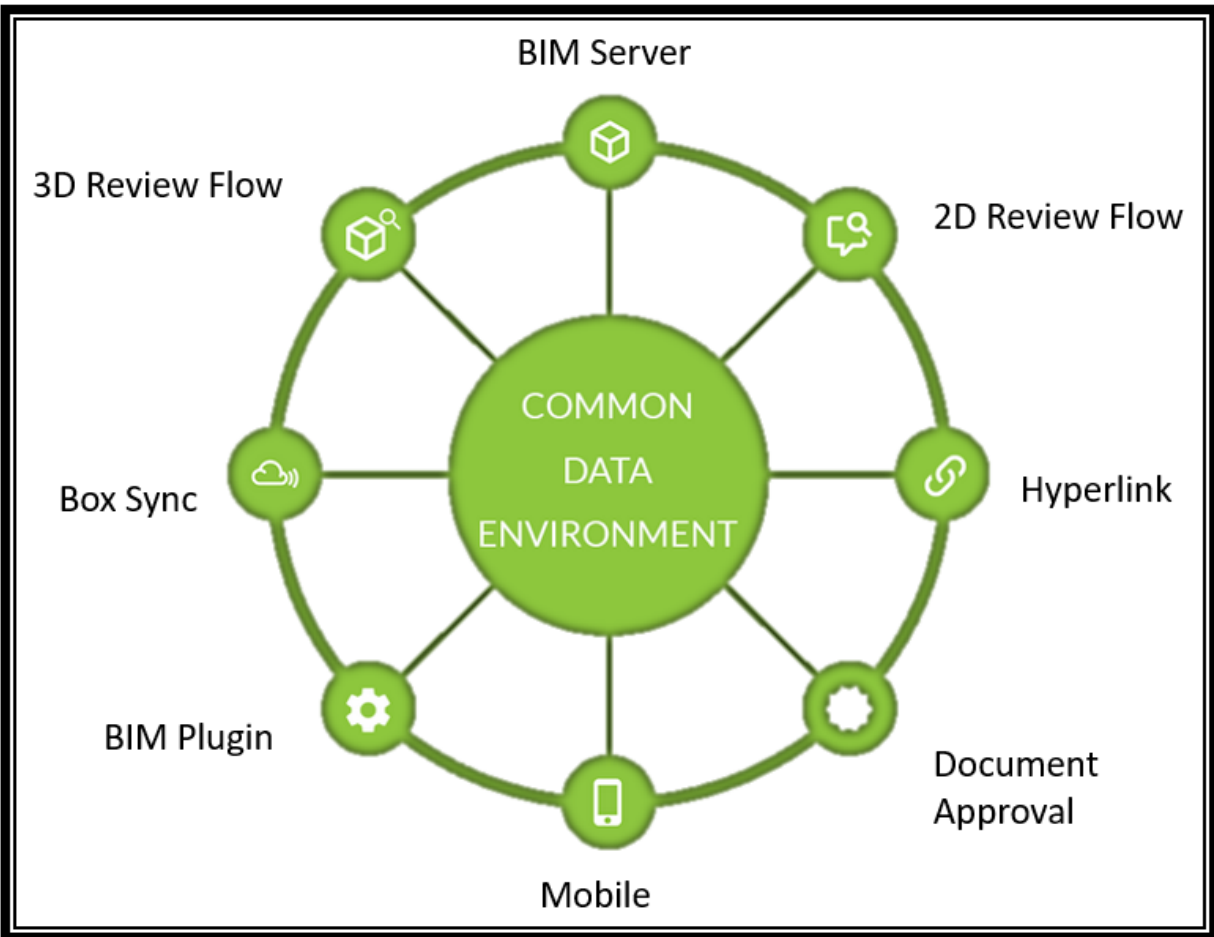 BIM Server
3D Review Flow
2D Review Flow
COMMON
DATA
ENVIRONMENT
Box Sync
Hyperlink
BIM Plugin
Document
Approval
Mobile